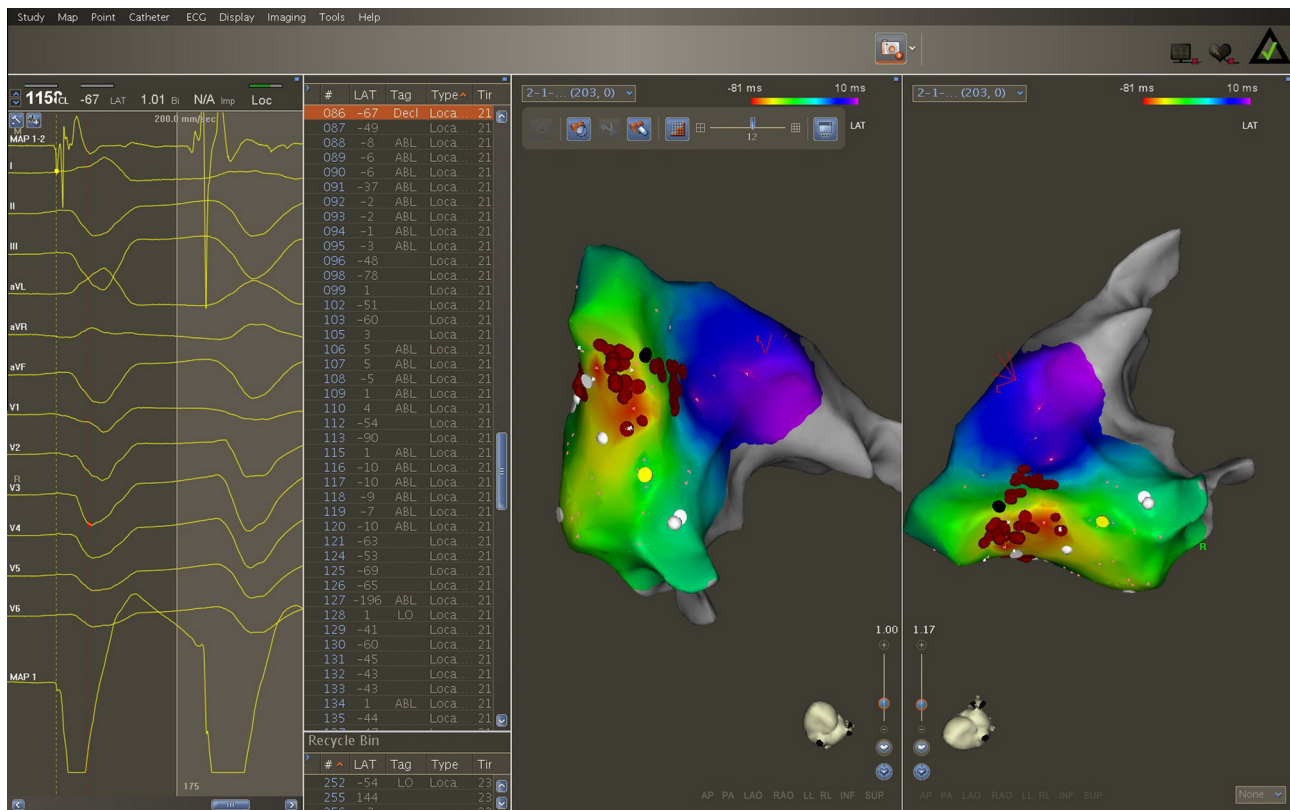 Study Map Point Catheter ECG Display Imaging Tools Help
1158 CL -67 LAT 1.01 Bi N/A Imp Loc
200.0 mm/sec
M
MAP 1-2
I
II
III
aVL
aVR
aVF
V1
V2
R
V3
V4
V5
V6
MAP 1
175
# LAT Tag Type Tir
086 -67 Decl Loca... 21
087 -49 Loca... 21
088 -8 ABL Loca... 21
089 -6 ABL Loca... 21
090 -6 ABL Loca... 21
091 -37 ABL Loca... 21
092 -2 ABL Loca... 21
093 -2 ABL Loca... 21
094 -1 ABL Loca... 21
095 -3 ABL Loca... 21
096 -48 Loca... 21
098 -78 Loca... 21
099 1 Loca... 21
102 -51 Loca... 21
103 -60 Loca... 21
105 3 Loca... 21
106 5 ABL Loca... 21
107 5 ABL Loca... 21
108 -5 ABL Loca... 21
109 1 ABL Loca... 21
110 4 ABL Loca... 21
112 -54 Loca... 21
113 -90 Loca... 21
115 1 ABL Loca... 21
116 -10 ABL Loca... 21
117 -10 ABL Loca... 21
118 -9 ABL Loca... 21
119 -7 ABL Loca... 21
120 -10 ABL Loca... 21
121 -63 Loca... 21
124 -53 Loca... 21
125 -69 Loca... 21
126 -65 Loca... 21
127 -196 ABL Loca... 21
128 1 LO Loca... 21
129 -41 Loca... 21
130 -60 Loca... 21
131 -45 Loca... 21
132 -43 Loca... 21
133 -43 Loca... 21
134 1 ABL Loca... 21
135 -44 Loca... 21
Recycle Bin
# LAT Tag Type Tir
252 -54 LO Loca... 23
255 144 Loca... 23
2-1-... (203, 0)
-81 ms 10 ms
LAT
12
1.00
AP PA LAO RAO LL RL INF SUP
2-1-... (203, 0)
-81 ms 10 ms
LAT
R
1.17
AP PA LAO RAO LL RL INF SUP
None